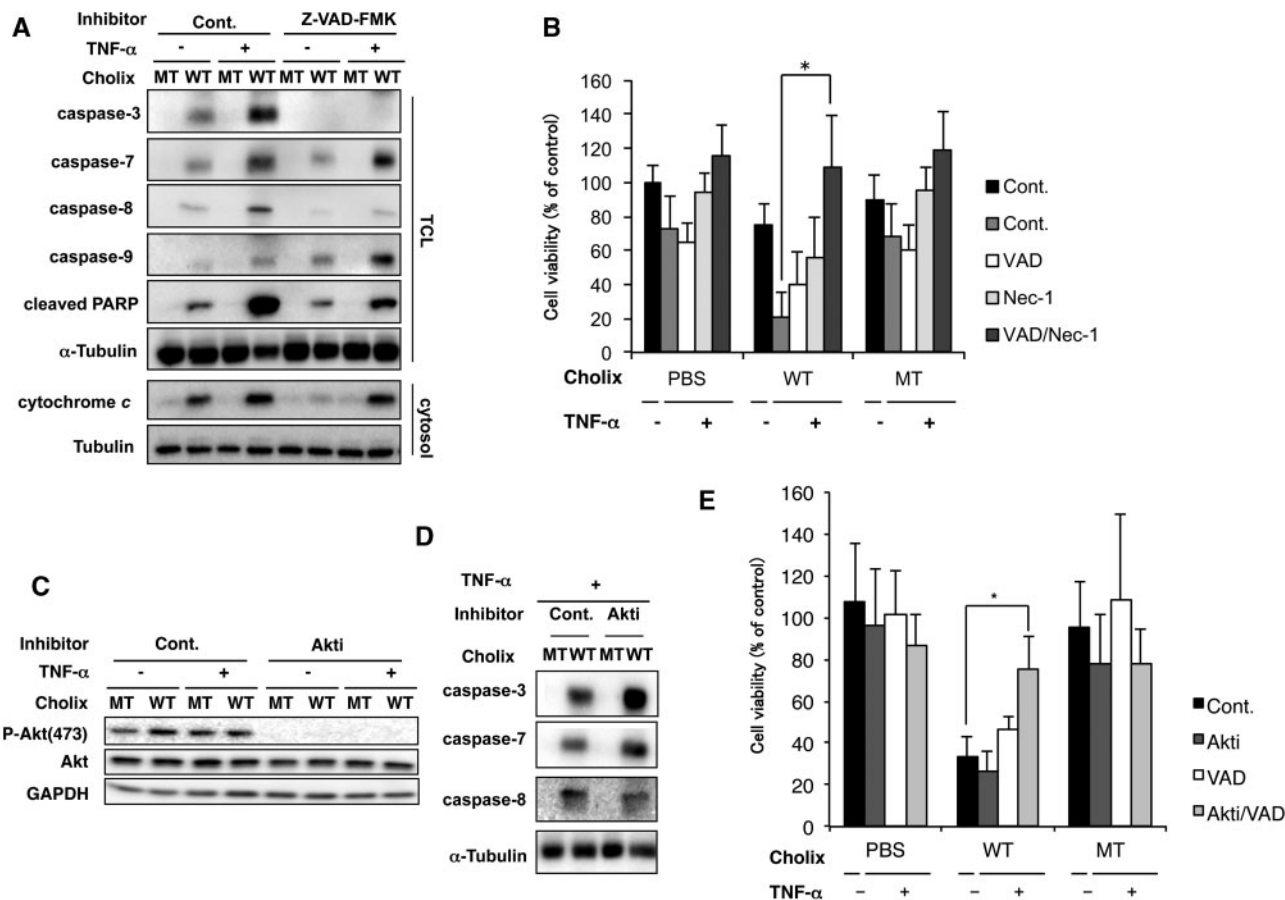 A
Inhibitor Cont. Z-VAD-FMK
TNF-α - + - +
Cholix MT WT MT WT MT WT MT WT
caspase-3
caspase-7
caspase-8
caspase-9
cleaved PARP
α-Tubulin
TCL
cytochrome c
Tubulin
cytosol
B
Cell viability (% of control)
160
140
120
100
80
60
40
20
0
*
Cont.
Cont.
VAD
Nec-1
VAD/Nec-1
Cholix PBS WT MT
TNF-α - + - + - +
C
Inhibitor Cont. Akti
TNF-α - + - +
Cholix MT WT MT WT MT WT MT WT
P-Akt(473)
Akt
GAPDH
D
TNF-α +
Inhibitor Cont. Akti
Cholix MT WT MT WT
caspase-3
caspase-7
caspase-8
α-Tubulin
E
Cell viability (% of control)
160
140
120
100
80
60
40
20
0
*
Cont.
Akti
VAD
Akti/VAD
Cholix PBS WT MT
TNF-α – + – + – +